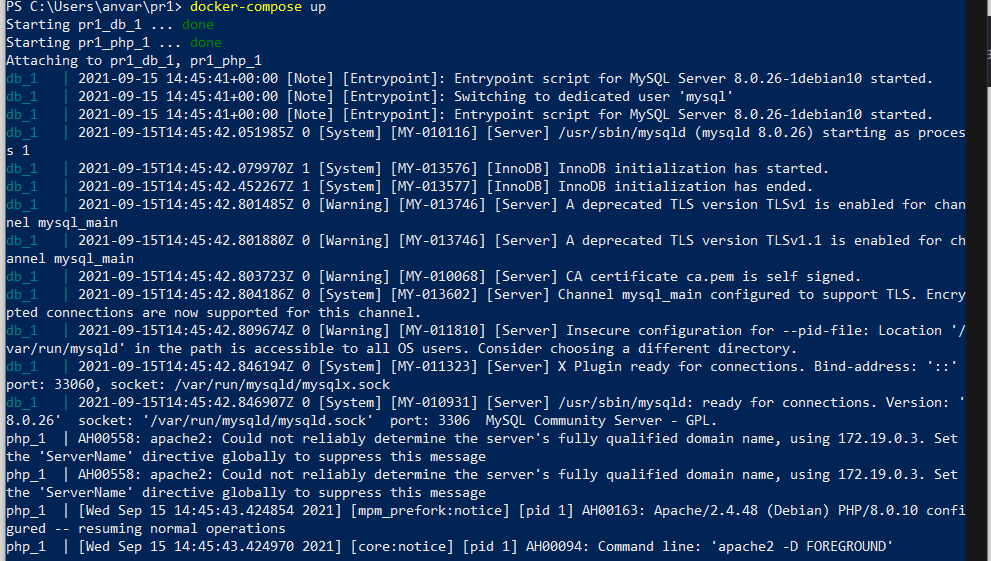 PS C:\Users\anvar\pr1> docker-compose up
Starting pr1_db_1 ... done
Starting pr1_php_1 ... done
Attaching to pr1_db_1, pr1_php_1
db_1   | 2021-09-15 14:45:41+00:00 [Note] [Entrypoint]: Entrypoint script for MySQL Server 8.0.26-1debian10 started.
db_1   | 2021-09-15 14:45:41+00:00 [Note] [Entrypoint]: Switching to dedicated user 'mysql'
db_1   | 2021-09-15 14:45:41+00:00 [Note] [Entrypoint]: Entrypoint script for MySQL Server 8.0.26-1debian10 started.
db_1   | 2021-09-15T14:45:42.051985Z 0 [System] [MY-010116] [Server] /usr/sbin/mysqld (mysqld 8.0.26) starting as proces
s 1
db_1   | 2021-09-15T14:45:42.079970Z 1 [System] [MY-013576] [InnoDB] InnoDB initialization has started.
db_1   | 2021-09-15T14:45:42.452267Z 1 [System] [MY-013577] [InnoDB] InnoDB initialization has ended.
db_1   | 2021-09-15T14:45:42.801485Z 0 [Warning] [MY-013746] [Server] A deprecated TLS version TLSv1 is enabled for chan
nel mysql_main
db_1   | 2021-09-15T14:45:42.801880Z 0 [Warning] [MY-013746] [Server] A deprecated TLS version TLSv1.1 is enabled for ch
annel mysql_main
db_1   | 2021-09-15T14:45:42.803723Z 0 [Warning] [MY-010068] [Server] CA certificate ca.pem is self signed.
db_1   | 2021-09-15T14:45:42.804186Z 0 [System] [MY-013602] [Server] Channel mysql_main configured to support TLS. Encry
pted connections are now supported for this channel.
db_1   | 2021-09-15T14:45:42.809674Z 0 [Warning] [MY-011810] [Server] Insecure configuration for --pid-file: Location '/
var/run/mysqld' in the path is accessible to all OS users. Consider choosing a different directory.
db_1   | 2021-09-15T14:45:42.846194Z 0 [System] [MY-011323] [Server] X Plugin ready for connections. Bind-address: '::'
port: 33060, socket: /var/run/mysqld/mysqlx.sock
db_1   | 2021-09-15T14:45:42.846907Z 0 [System] [MY-010931] [Server] /usr/sbin/mysqld: ready for connections. Version: '
8.0.26'  socket: '/var/run/mysqld/mysqld.sock'  port: 3306  MySQL Community Server - GPL.
php_1  | AH00558: apache2: Could not reliably determine the server's fully qualified domain name, using 172.19.0.3. Set
the 'ServerName' directive globally to suppress this message
php_1  | AH00558: apache2: Could not reliably determine the server's fully qualified domain name, using 172.19.0.3. Set
the 'ServerName' directive globally to suppress this message
php_1  | [Wed Sep 15 14:45:43.424854 2021] [mpm_prefork:notice] [pid 1] AH00163: Apache/2.4.48 (Debian) PHP/8.0.10 confi
gured -- resuming normal operations
php_1  | [Wed Sep 15 14:45:43.424970 2021] [core:notice] [pid 1] AH00094: Command line: 'apache2 -D FOREGROUND'